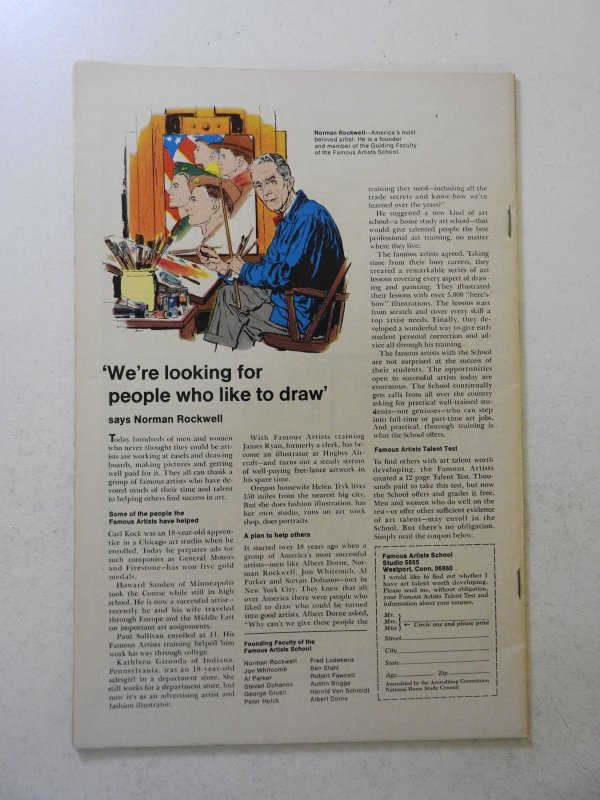 Norman Rockwell—America's most
beloved artist. He is a founder
and member of the Guiding Faculty
of the Famous Artists School.
'We're looking for
people who like to draw'
says Norman Rockwell
Today hundreds of men and women
who never thought they could be art-
ists are working at easels and drawing
boards, making pictures and getting
well paid for it. They all can thank a
group of famous artists who have de-
voted much of their time and talent
to helping others find success in art.
Some of the people the
Famous Artists have helped
Carl Kock was an 18-year-old appren-
tice in a Chicago art studio when he
enrolled. Today he prepares ads for
such companies as General Motors
and Firestone—has won five gold
medals.
Howard Sanden of Minneapolis
took the Course while still in high
school. He is now a successful artist—
recently he and his wife traveled
through Europe and the Middle East
on important art assignments.
Paul Sullivan enrolled at 11. His
Famous Artists training helped him
work his way through college.
Kathleen Gironda of Indiana,
Pennsylvania, was an 18-year-old
salesgirl in a department store. She
still works for a department store, but
now it's as an advertising artist and
fashion illustrator.
With Famous Artists training
James Ryan, formerly a clerk, has be-
come an illustrator at Hughes Air-
craft—and turns out a steady stream
of well-paying free-lance artwork in
his spare time.
Oregon housewife Helen Tryk lives
150 miles from the nearest big city.
But she does fashion illustration, has
her own studio, runs an art work
shop, does portraits.
A plan to help others
It started over 18 years ago when a
group of America's most successful
artists—men like Albert Dorne, Nor-
man Rockwell, Jon Whitcomb, Al
Parker and Stevan Dohanos—met in
New York City. They knew that all
over America there were people who
liked to draw who could be turned
into good artists. Albert Dorne asked,
"Why can't we give these people the
Founding Faculty of the
Famous Artists School
Norman Rockwell
Jon Whitcomb
Al Parker
Stevan Dohanos
George Giusti
Peter Helck
Fred Ludekens
Ben Stahl
Robert Fawcett
Austin Briggs
Harold Von Schmidt
Albert Dorne
training they need—including all the
trade secrets and know-how we've
learned over the years?"
He suggested a new kind of art
school—a home study art school—that
would give talented people the best
professional art training, no matter
where they live.
The famous artists agreed. Taking
time from their busy careers, they
created a remarkable series of art
lessons covering every aspect of draw-
ing and painting. They illustrated
their lessons with over 5,000 "here's-
how" illustrations. The lessons start
from scratch and cover every skill a
top artist needs. Finally, they de-
veloped a wonderful way to give each
student personal correction and ad-
vice all through his training.
The famous artists with the School
are not surprised at the success of
their students. The opportunities
open to successful artists today are
enormous. The School continually
gets calls from all over the country
asking for practical well-trained stu-
dents—not geniuses—who can step
into full-time or part-time art jobs.
And practical, thorough training is
what the School offers.
Famous Artists Talent Test
To find others with art talent worth
developing, the Famous Artists
created a 12-page Talent Test. Thou-
sands paid to take this test, but now
the School offers and grades it free.
Men and women who do well on the
test—or offer other sufficient evidence
of art talent—may enroll in the
School. But there's no obligation.
Simply mail the coupon below.
Famous Artists School
Studio 5655
Westport, Conn. 06880
I would like to find out whether I
have art talent worth developing.
Please send me, without obligation,
your Famous Artists Talent Test and
information about your courses.
Mr.
Mrs.
Miss
← Circle one and please print
Street
City
State
Age Zip
Accredited by the Accrediting Commission
National Home Study Council